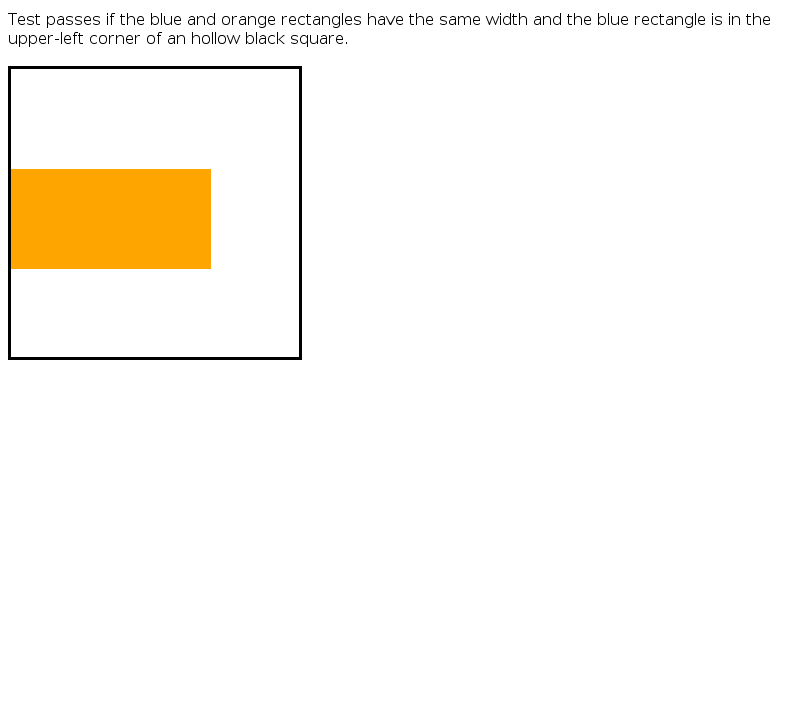 Test passes if the blue and orange rectangles have the same width and the blue rectangle is in the
upper-left corner of an hollow black square.